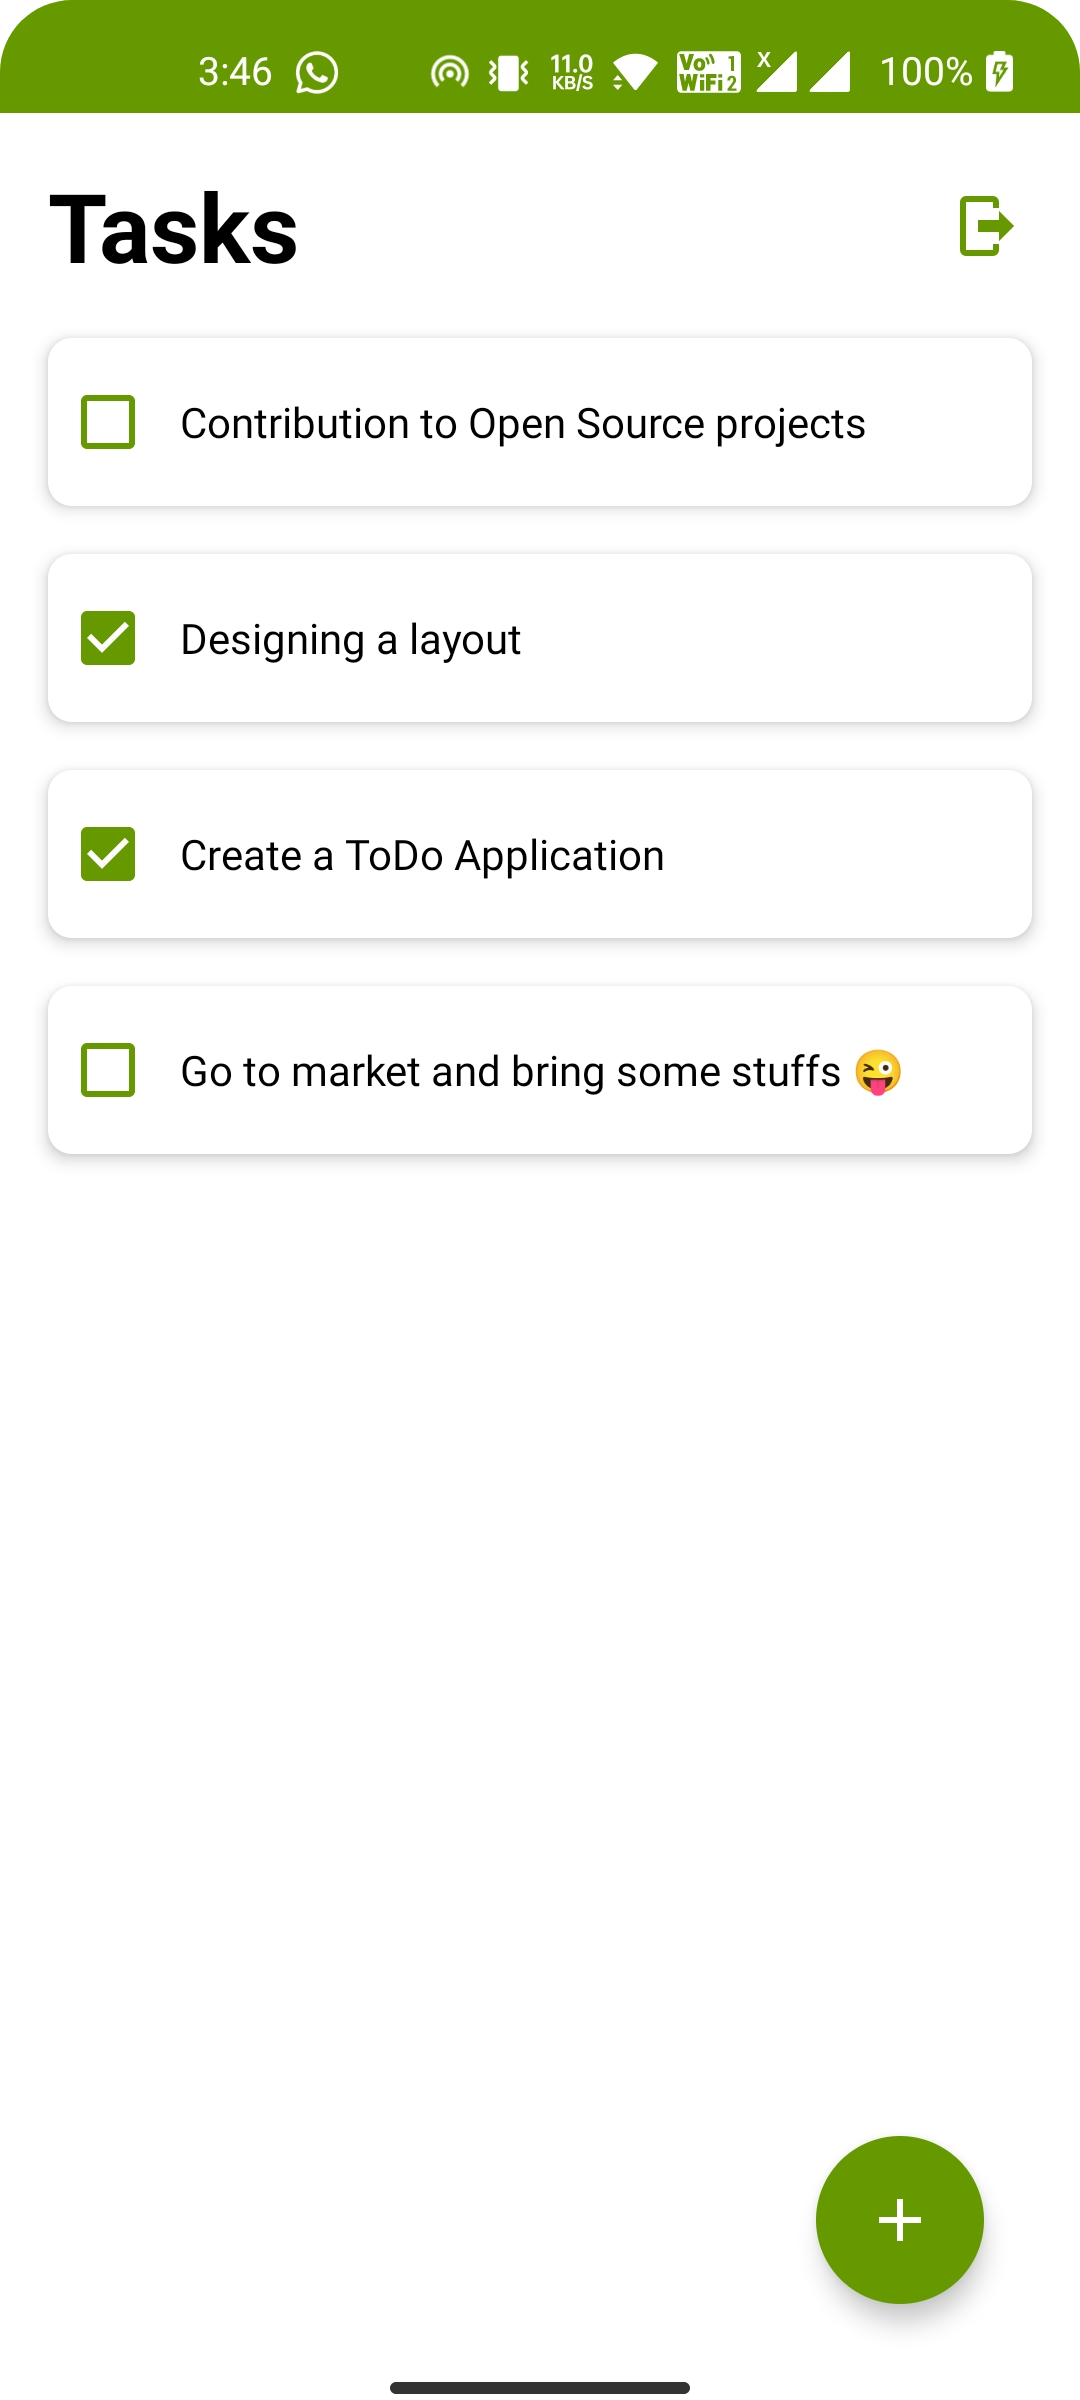 3:46 11.0 KB/S Vo 1 WiFi 2 X 100%
Tasks
Contribution to Open Source projects
Designing a layout
Create a ToDo Application
Go to market and bring some stuffs 😜